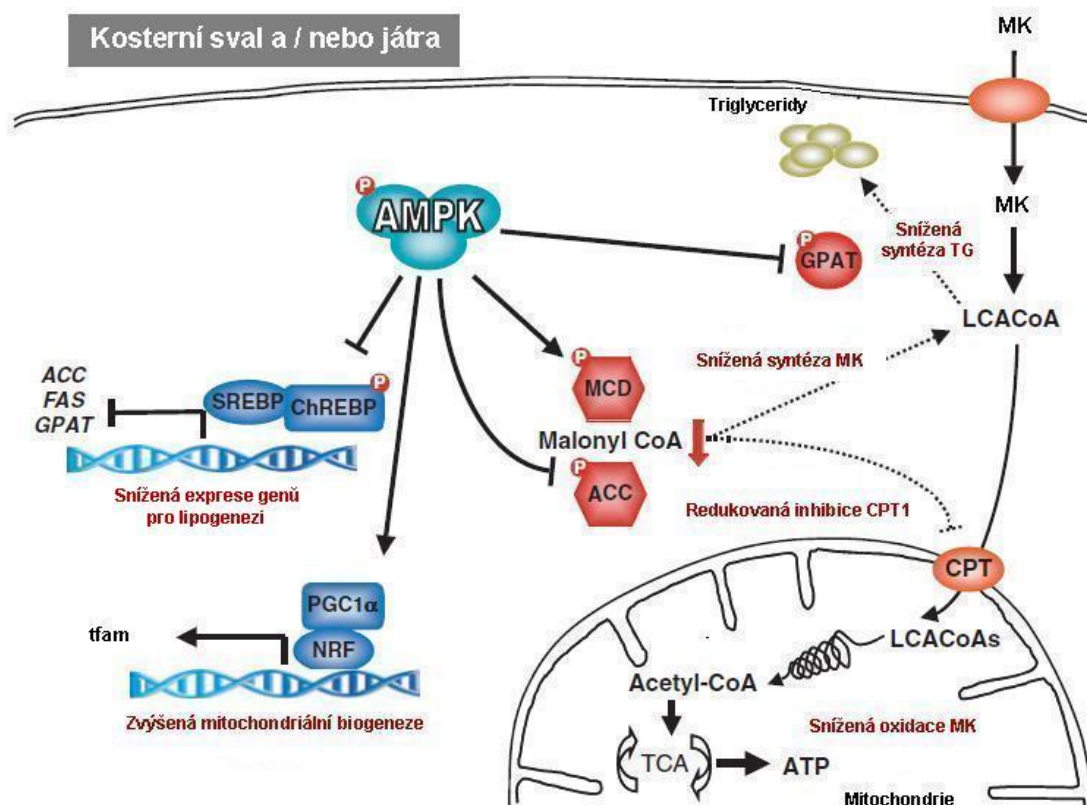 Kosterní sval a / nebo játra
MK
Triglyceridy
P
AMPK
MK
Snížená
syntéza TG
P
GPAT
LCACoA
Snížená syntéza MK
P
MCD
Malonyl CoA
P
ACC
ACC
FAS
GPAT
P
SREBP
ChREBP
Snížená exprese genů
pro lipogenezi
Redukovaná inhibice CPT1
CPT
PGC1α
NRF
tfam
Zvýšená mitochondriální biogeneze
LCACoAs
Acetyl-CoA
Snížená oxidace MK
TCA
ATP
Mitochondrie